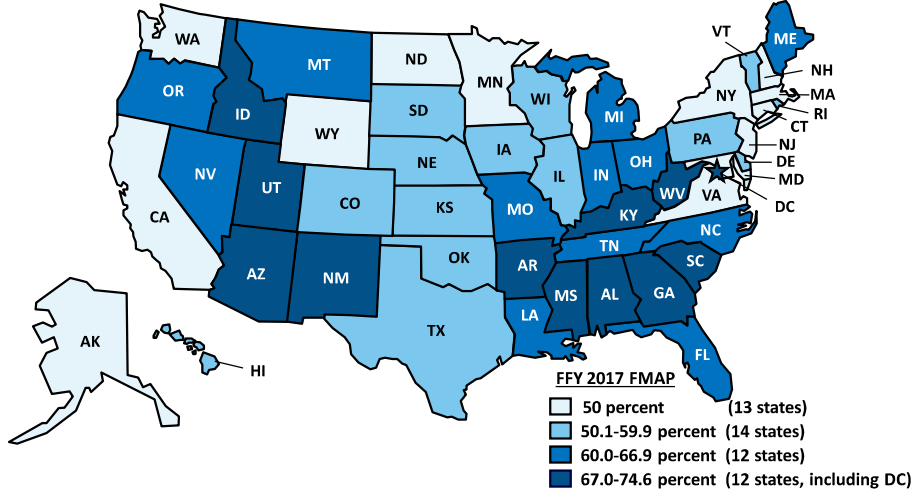 WA
MT
ND
MN
VT
ME
OR
ID
WY
SD
WI
MI
NY
NH
MA
RI
CT
NV
UT
CO
NE
IA
IL
IN
OH
PA
NJ
DE
MD
DC
CA
KS
MO
KY
WV
VA
AZ
NM
OK
AR
TN
NC
SC
TX
LA
MS
AL
GA
FL
AK
HI
FFY 2017 FMAP
50 percent (13 states)
50.1-59.9 percent (14 states)
60.0-66.9 percent (12 states)
67.0-74.6 percent (12 states, including DC)